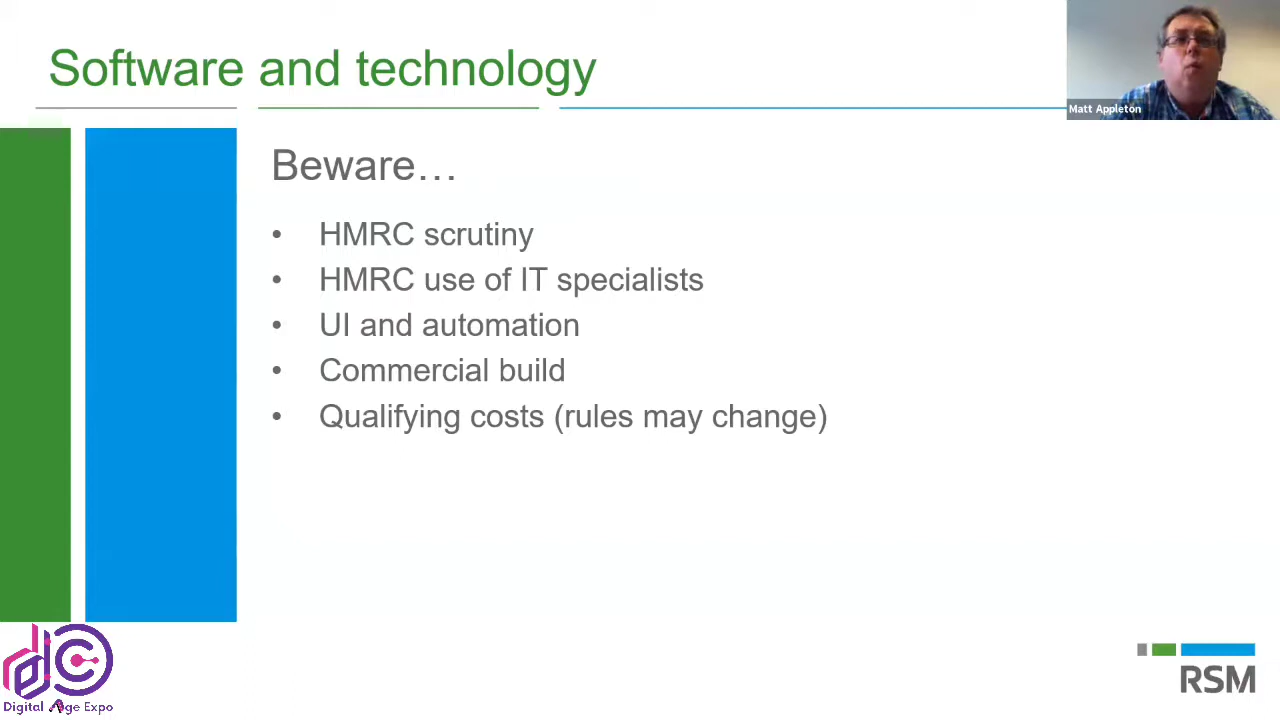 Software and technology
Matt Appleton
Beware…
• HMRC scrutiny
• HMRC use of IT specialists
• UI and automation
• Commercial build
• Qualifying costs (rules may change)
Digital Age Expo
RSM